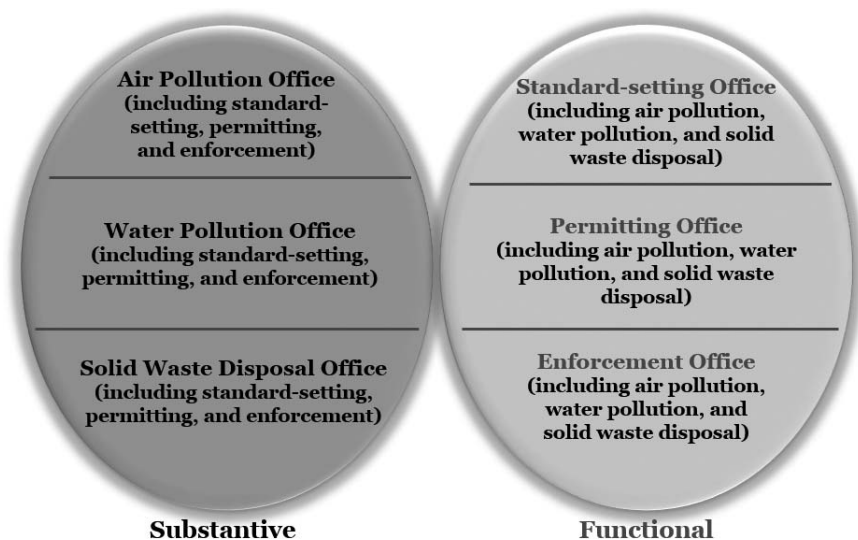 Air Pollution Office
(including standard-
setting, permitting,
and enforcement)
Water Pollution Office
(including standard-setting,
permitting, and enforcement)
Solid Waste Disposal Office
(including standard-setting,
permitting, and enforcement)
Substantive
Standard-setting Office
(including air pollution,
water pollution, and solid
waste disposal)
Permitting Office
(including air pollution, water
pollution, and solid waste
disposal)
Enforcement Office
(including air pollution,
water pollution, and
solid waste disposal)
Functional